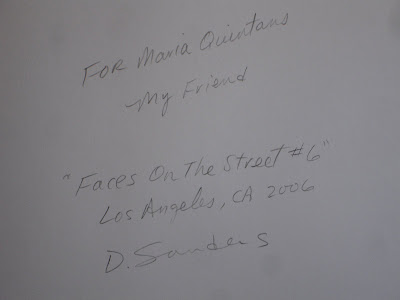 For Maria Quintans
My Friend
"Faces On The Street #6"
Los Angeles, CA 2006
D. Sanders